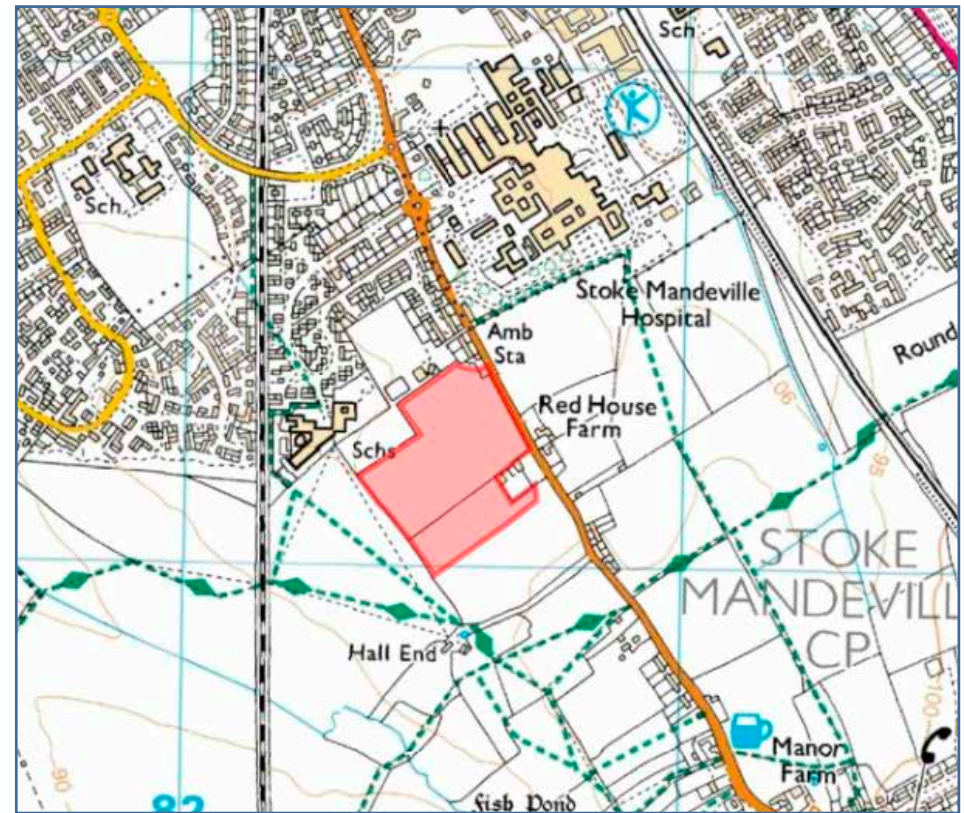 Sch
Sch
Stoke Mandeville
Hospital
Amb
Sta
Round
90
Red House
Farm
Schs
95
STOKE
MANDEVILL
CP
Hall End
100
Manor
Farm
90
82
Fish Pond